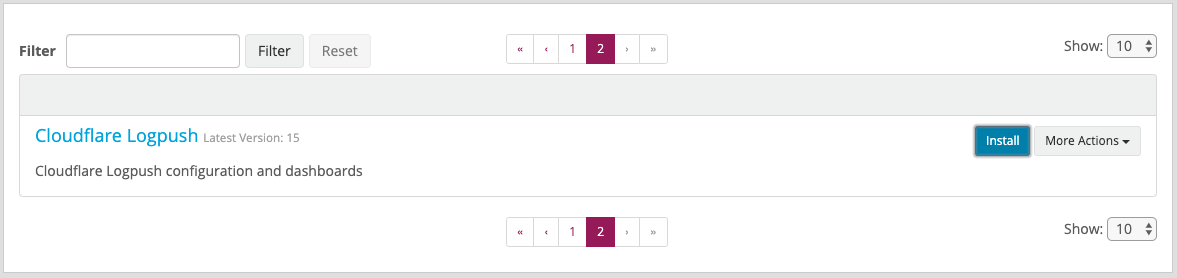 Filter Filter Reset « ‹ 1 2 › » Show: 10
Cloudflare Logpush Latest Version: 15 Install More Actions
Cloudflare Logpush configuration and dashboards
« ‹ 1 2 › » Show: 10